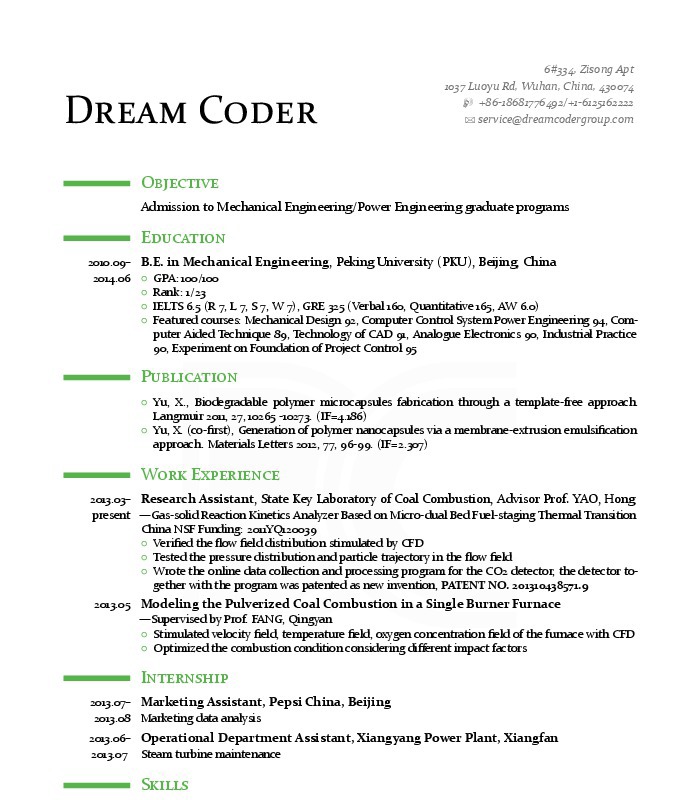 6#334, Zisong Apt
1037 Luoyu Rd, Wuhan, China, 430074
+86-18681776492/+1-6125162222
service@dreamcodergroup.com
Dream Coder
Objective
Admission to Mechanical Engineering/Power Engineering graduate programs
Education
2010.09– B.E. in Mechanical Engineering, Peking University (PKU), Beijing, China
2014.06 ○ GPA: 100/100
○ Rank: 1/23
○ IELTS 6.5 (R 7, L 7, S 7, W 7), GRE 325 (Verbal 160, Quantitative 165, AW 6.0)
○ Featured courses: Mechanical Design 92, Computer Control System Power Engineering 94, Com-
puter Aided Technique 89, Technology of CAD 91, Analogue Electronics 90, Industrial Practice
90, Experiment on Foundation of Project Control 95
Publication
○ Yu, X., Biodegradable polymer microcapsules fabrication through a template-free approach.
Langmuir 2011, 27, 10265 -10273. (IF=4.186)
○ Yu, X. (co-first), Generation of polymer nanocapsules via a membrane-extrusion emulsification
approach. Materials Letters 2012, 77, 96-99. (IF=2.307)
Work Experience
2013.03– Research Assistant, State Key Laboratory of Coal Combustion, Advisor Prof. YAO, Hong
present —Gas-solid Reaction Kinetics Analyzer Based on Micro-dual Bed Fuel-staging Thermal Transition
China NSF Funding: 2011YQ120039
○ Verified the flow field distribution stimulated by CFD
○ Tested the pressure distribution and particle trajectory in the flow field
○ Wrote the online data collection and processing program for the CO2 detector, the detector to-
gether with the program was patented as new invention, PATENT NO. 201310438571.9
2013.05 Modeling the Pulverized Coal Combustion in a Single Burner Furnace
—Supervised by Prof. FANG, Qingyan
○ Stimulated velocity field, temperature field, oxygen concentration field of the furnace with CFD
○ Optimized the combustion condition considering different impact factors
Internship
2013.07– Marketing Assistant, Pepsi China, Beijing
2013.08 Marketing data analysis
2013.06– Operational Department Assistant, Xiangyang Power Plant, Xiangfan
2013.07 Steam turbine maintenance
Skills